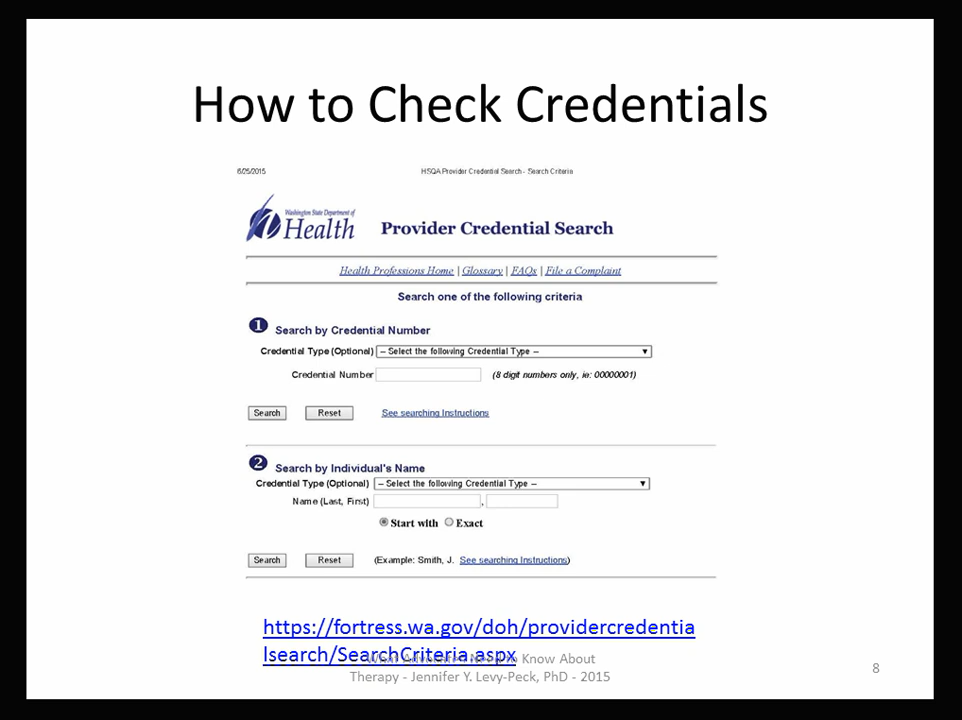 How to Check Credentials
6/25/2015 HSQA Provider Credential Search - Search Criteria
Washington State Department of
Health Provider Credential Search
Health Professions Home | Glossary | FAQs | File a Complaint
Search one of the following criteria
1 Search by Credential Number
Credential Type (Optional) -- Select the following Credential Type --
Credential Number (8 digit numbers only, ie: 00000001)
Search Reset See searching Instructions
2 Search by Individual's Name
Credential Type (Optional) -- Select the following Credential Type --
Name (Last, First) ,
Start with Exact
Search Reset (Example: Smith, J. See searching Instructions)
https://fortress.wa.gov/doh/providercredentia
lsearch/SearchCriteria.aspx
What Advocates Need to Know About
Therapy - Jennifer Y. Levy-Peck, PhD - 2015
8